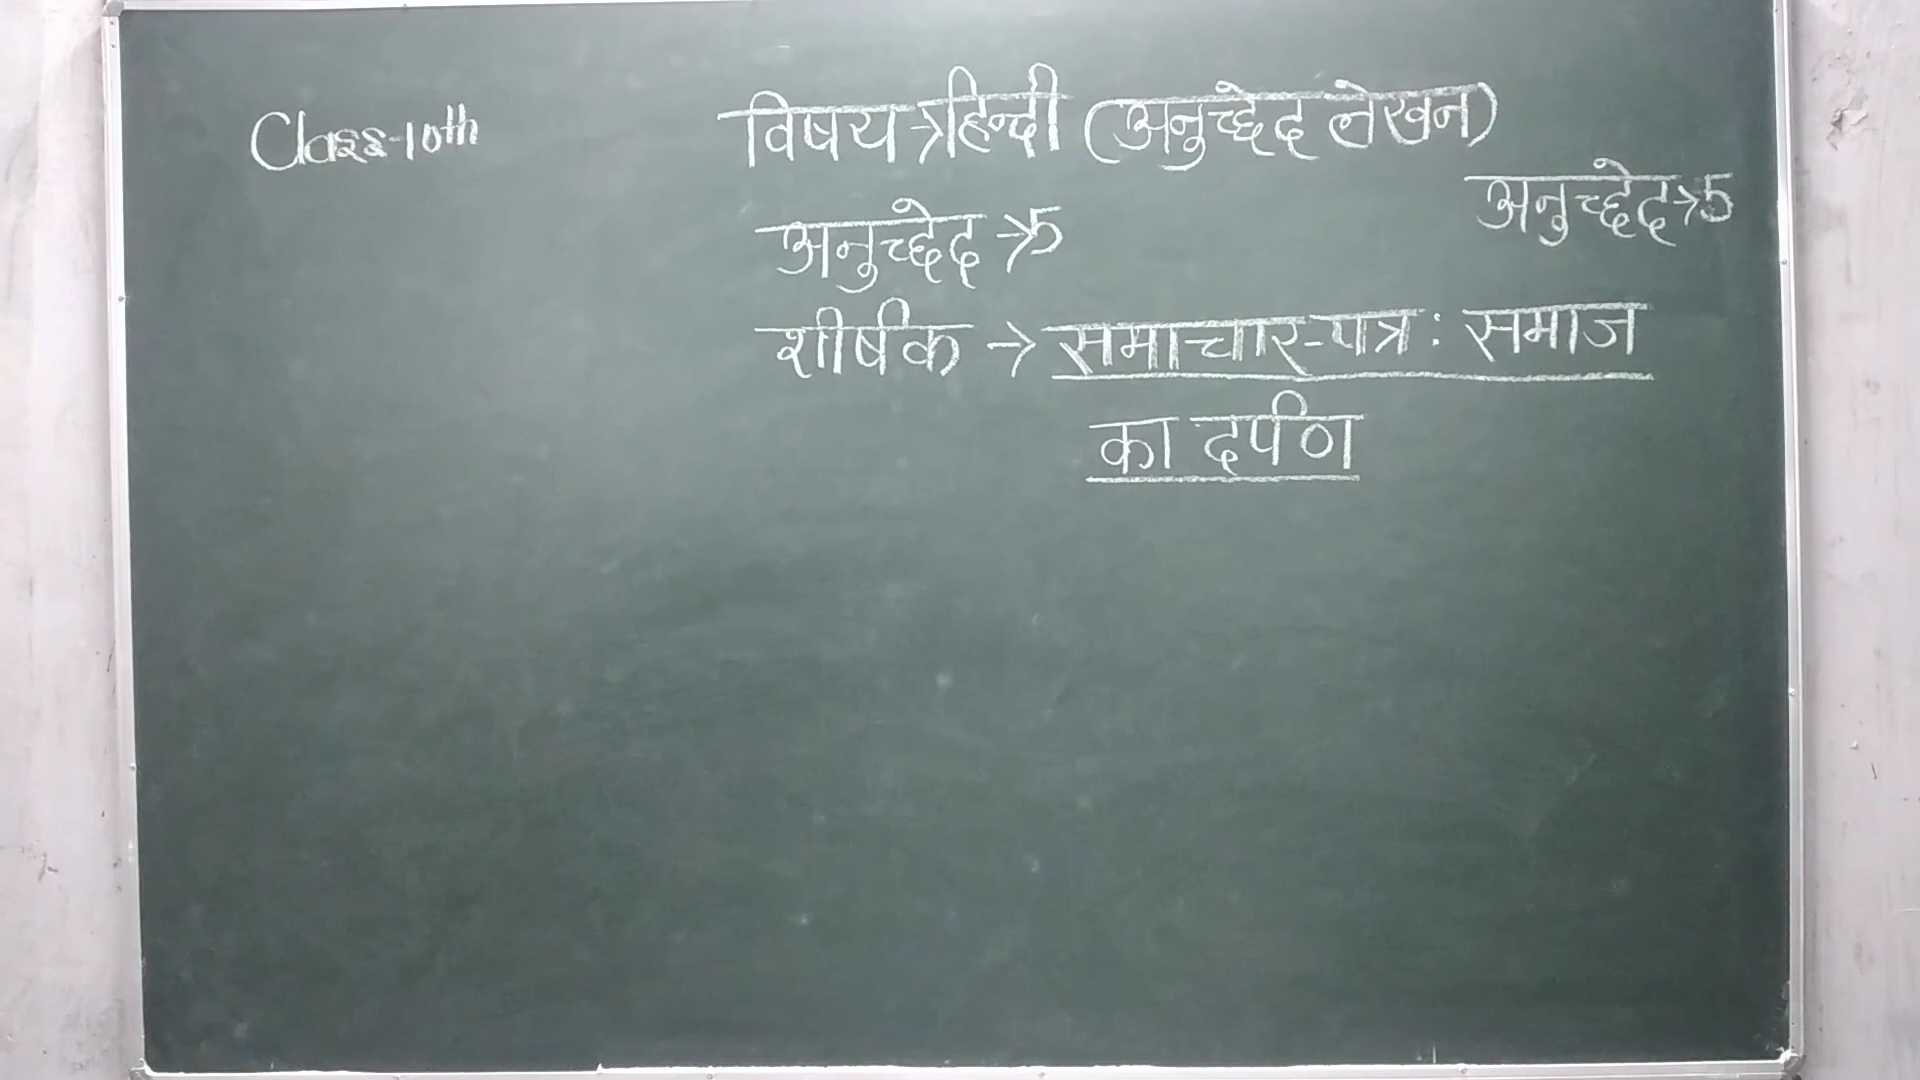 Class-10th
विषय→हिन्दी (अनुच्छेद लेखन)
अनुच्छेद→5
अनुच्छेद→5
शीर्षक → समाचार-पत्र : समाज
का दर्पण